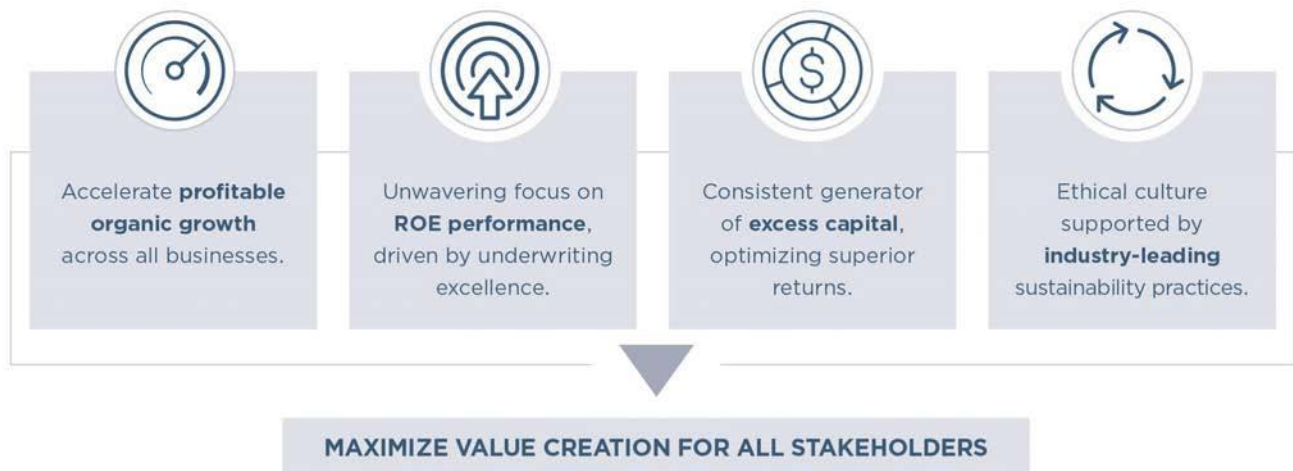 Accelerate profitable
organic growth
across all businesses.
Unwavering focus on
ROE performance,
driven by underwriting
excellence.
Consistent generator
of excess capital,
optimizing superior
returns.
Ethical culture
supported by
industry-leading
sustainability practices.
MAXIMIZE VALUE CREATION FOR ALL STAKEHOLDERS